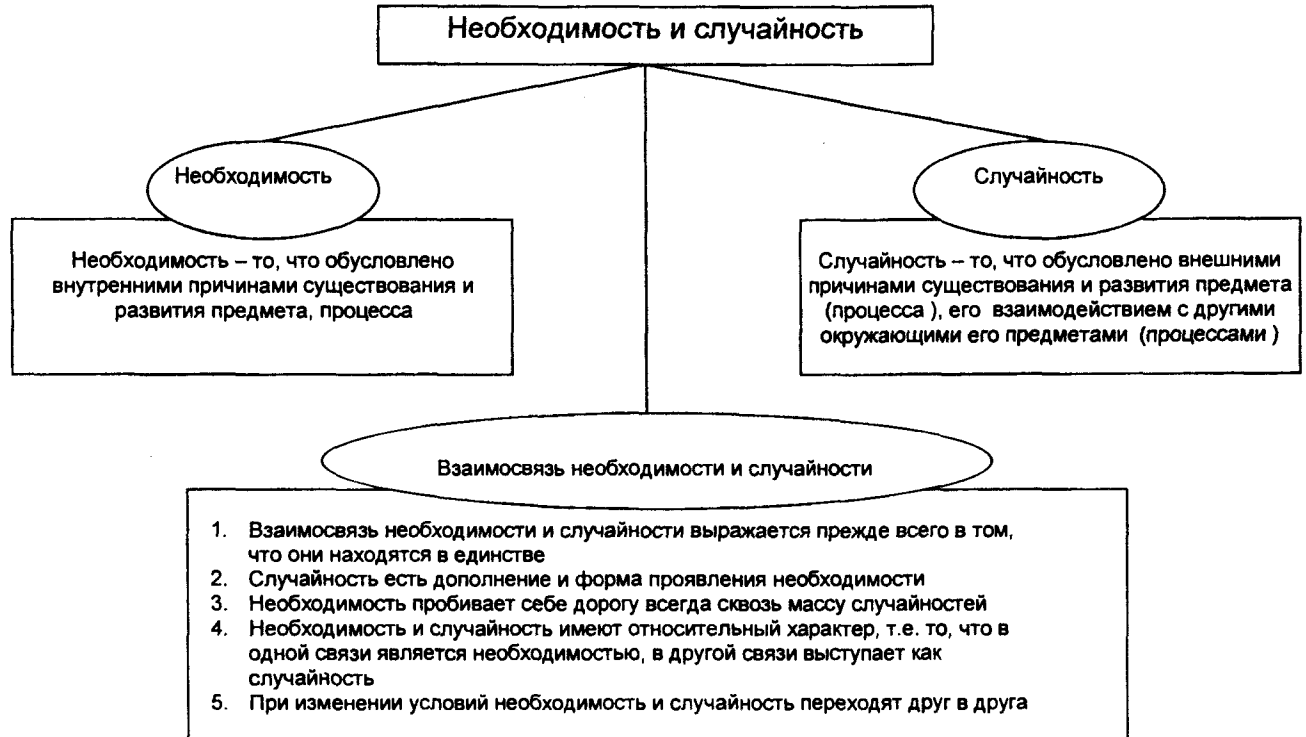 Необходимость и случайность
Необходимость
Случайность
Необходимость – то, что обусловлено
внутренними причинами существования и
развития предмета, процесса
Случайность – то, что обусловлено внешними
причинами существования и развития предмета
(процесса ), его взаимодействием с другими
окружающими его предметами (процессами )
Взаимосвязь необходимости и случайности
1. Взаимосвязь необходимости и случайности выражается прежде всего в том,
что они находятся в единстве
2. Случайность есть дополнение и форма проявления необходимости
3. Необходимость пробивает себе дорогу всегда сквозь массу случайностей
4. Необходимость и случайность имеют относительный характер, т.е. то, что в
одной связи является необходимостью, в другой связи выступает как
случайность
5. При изменении условий необходимость и случайность переходят друг в друга